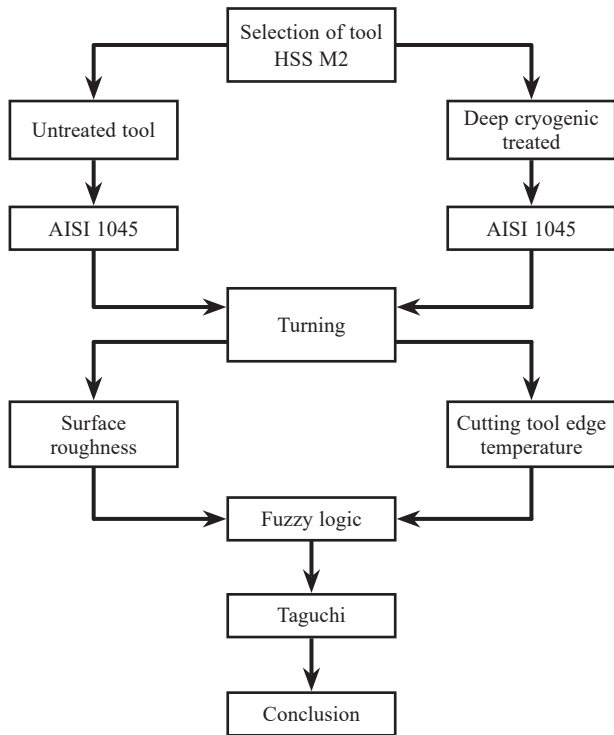 Selection of tool
HSS M2
Untreated tool
Deep cryogenic
treated
AISI 1045
AISI 1045
Turning
Surface
roughness
Cutting tool edge
temperature
Fuzzy logic
Taguchi
Conclusion